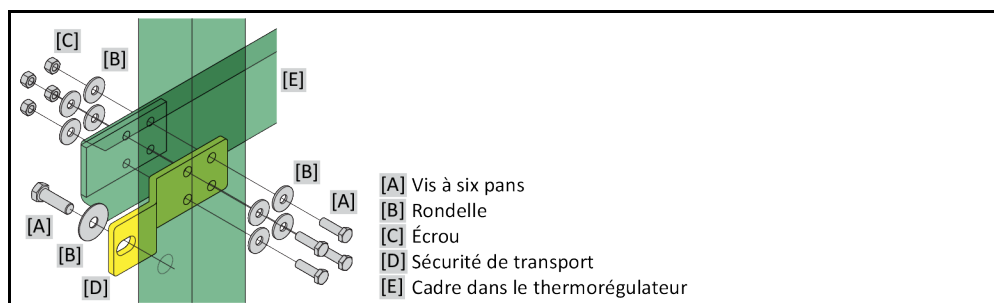 [C]
[B]
[E]
[B]
[A]
[A]
[B]
[D]
[A] Vis à six pans
[B] Rondelle
[C] Écrou
[D] Sécurité de transport
[E] Cadre dans le thermorégulateur